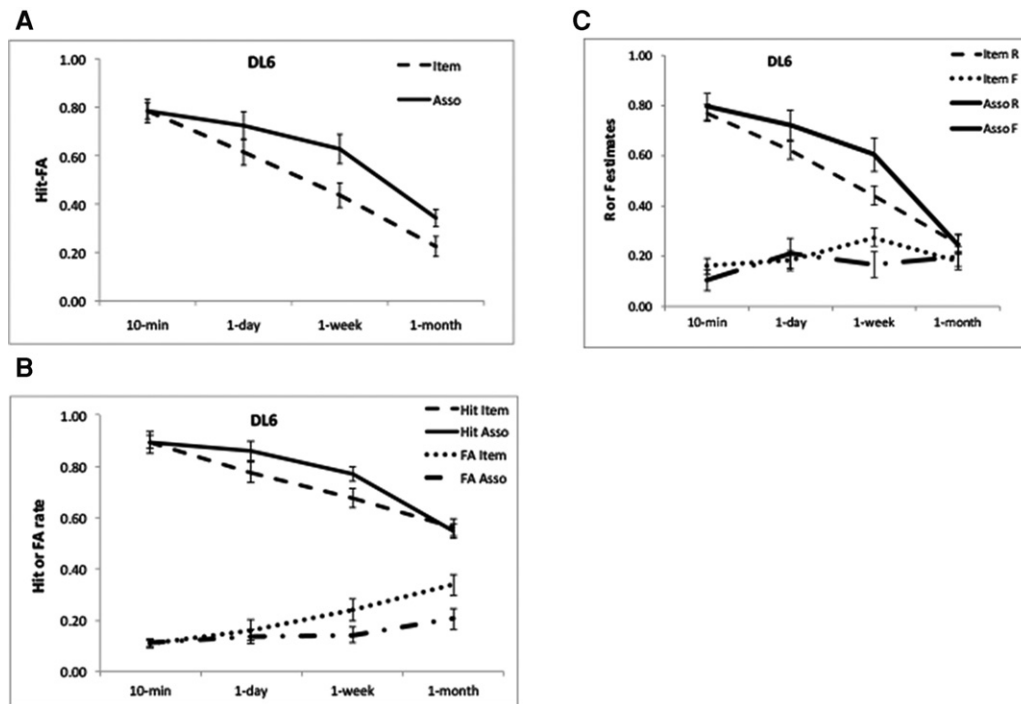 A
DL6
Item
Asso
Hit-FA
1.00
0.80
0.60
0.40
0.20
0.00
10-min 1-day 1-week 1-month
B
DL6
Hit Item
Hit Asso
FA Item
FA Asso
Hit or FA rate
1.00
0.80
0.60
0.40
0.20
0.00
10-min 1-day 1-week 1-month
C
DL6
Item R
Item F
Asso R
Asso F
R or F estimates
1.00
0.80
0.60
0.40
0.20
0.00
10-min 1-day 1-week 1-month